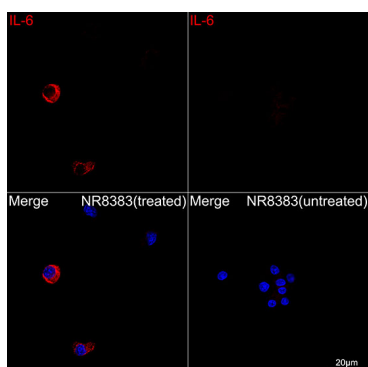 IL-6
IL-6
Merge
NR8383(treated)
Merge
NR8383(untreated)
20μm